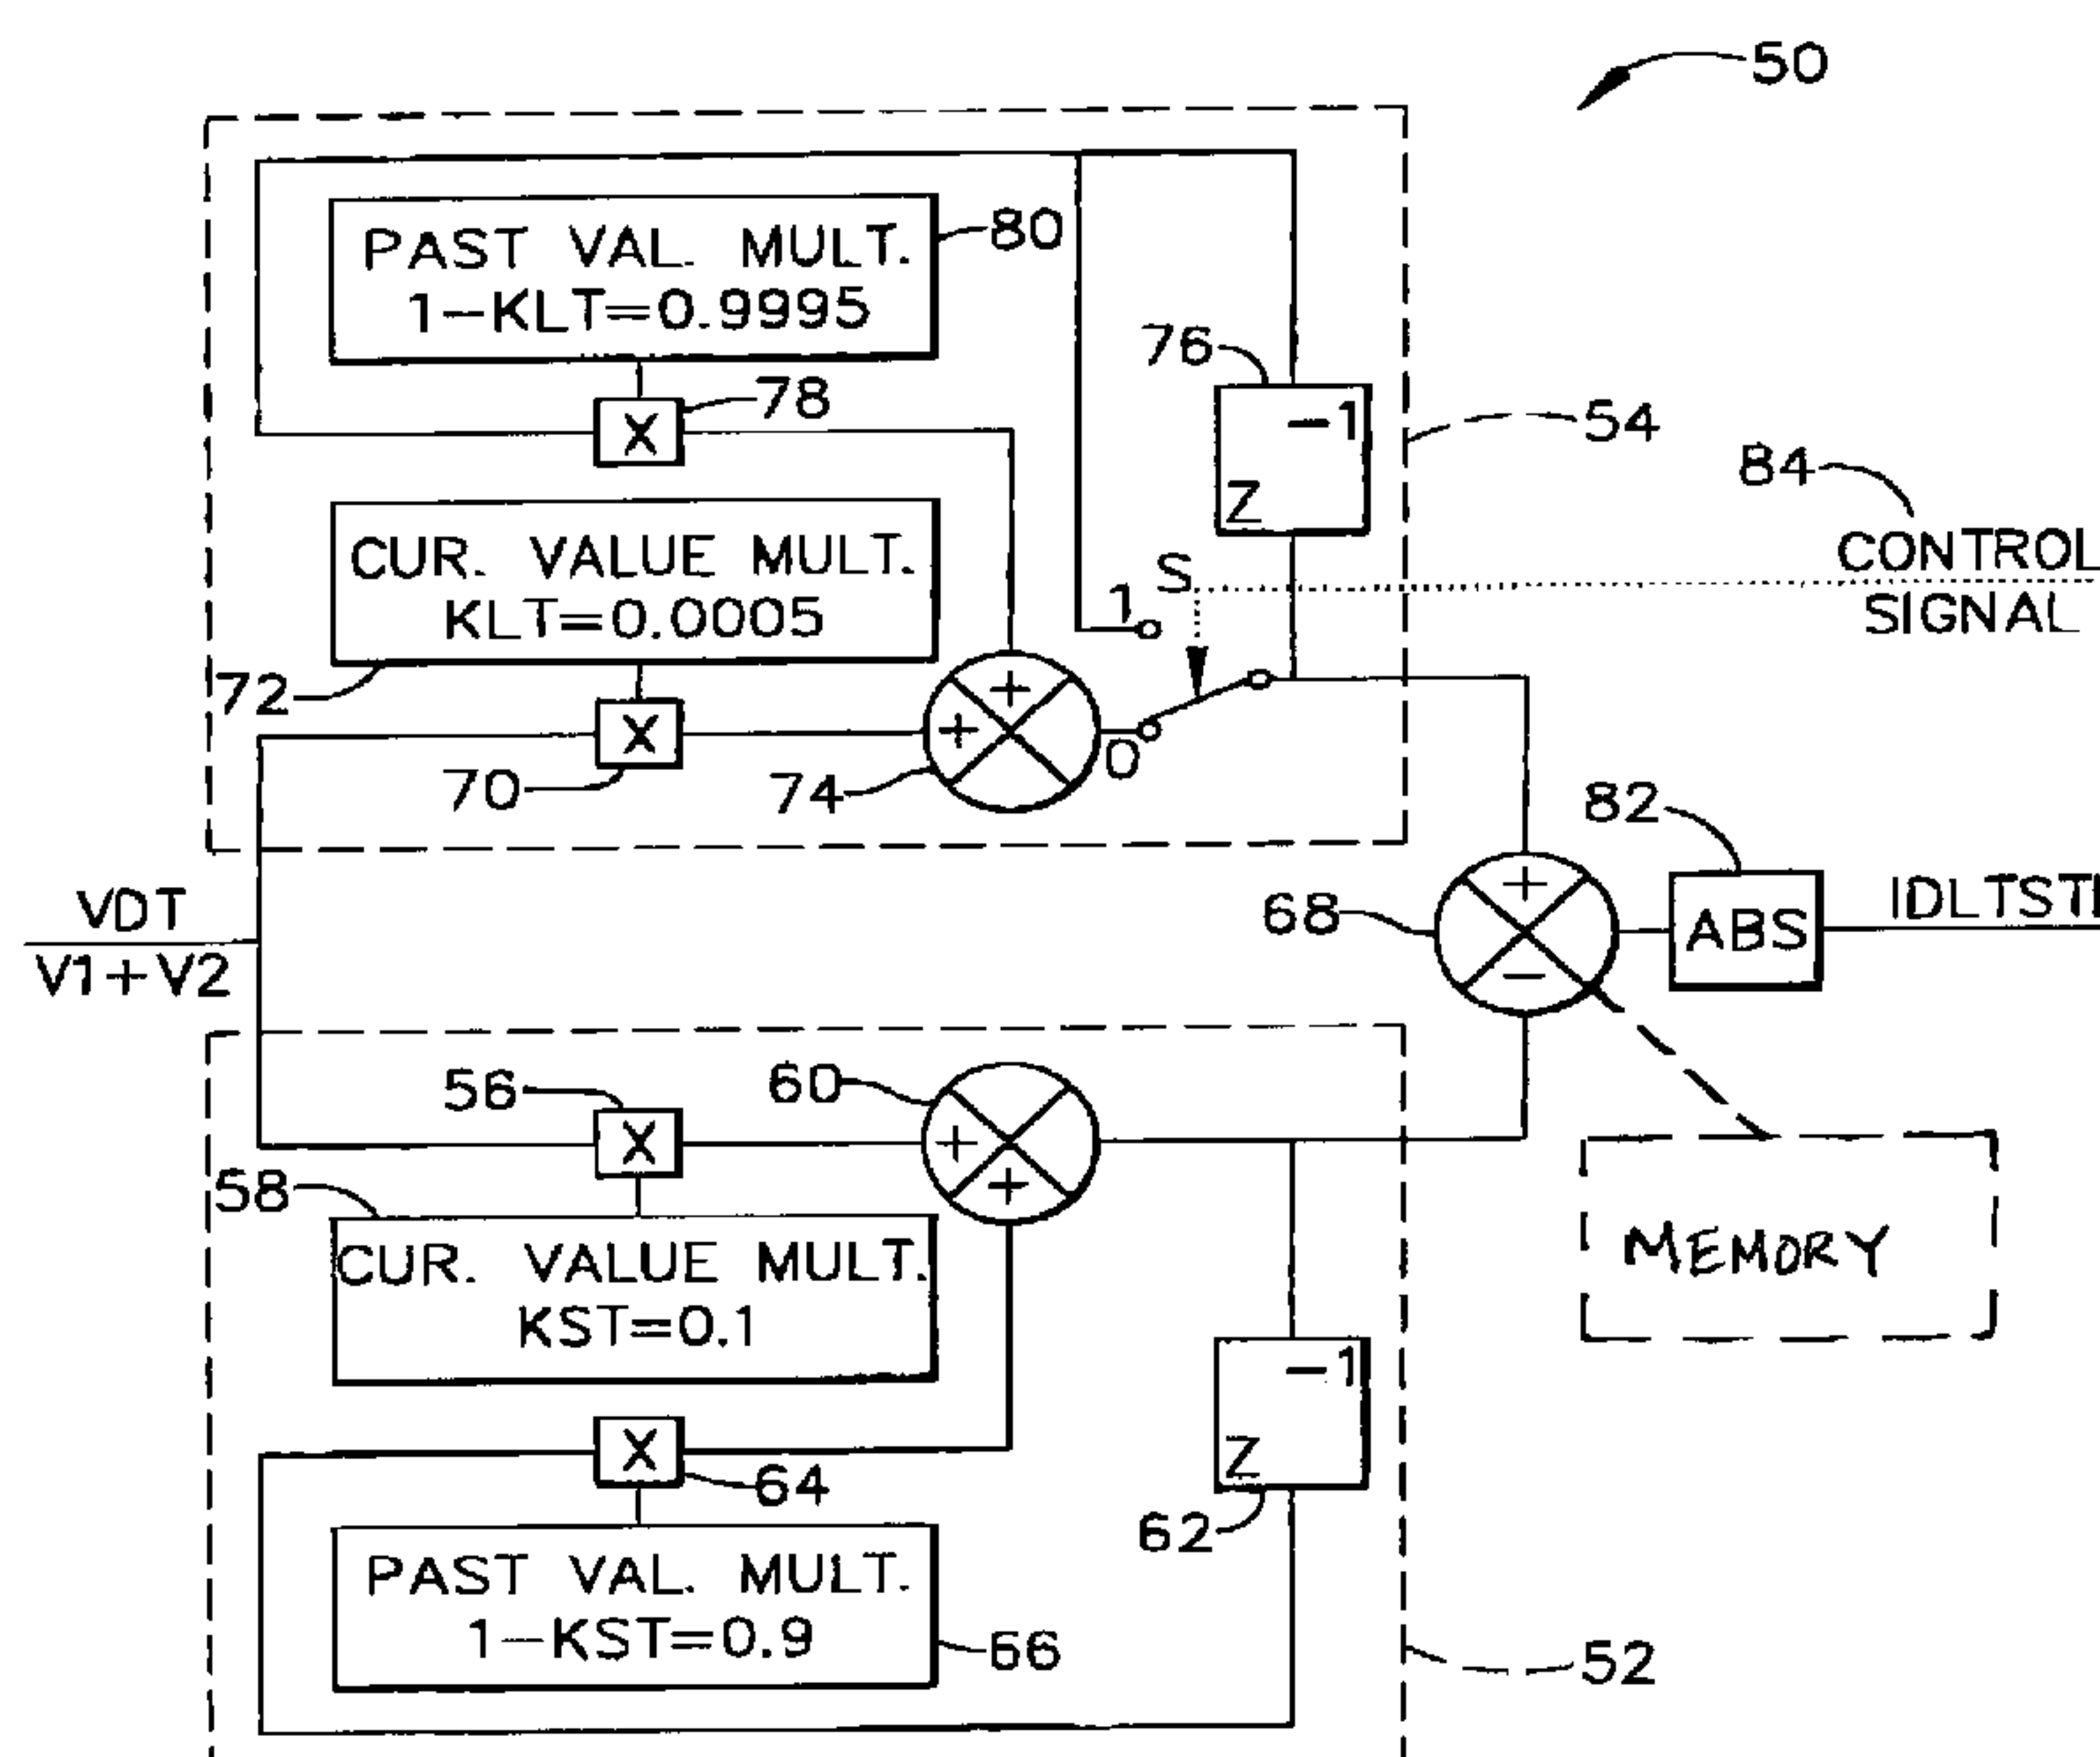 50
PAST VAL. MULT.
1-KLT=0.9995
80
78
X
76
-1
Z
54
84
CONTROL
SIGNAL
CUR. VALUE MULT.
KLT=0.0005
S
1
72
X
70
+
+
74
0
82
VDT
V1+V2
68
+
-
ABS
56
60
X
+
+
58
CUR. VALUE MULT.
KST=0.1
MEMORY
-1
Z
X
64
62
PAST VAL. MULT.
1-KST=0.9
66
52